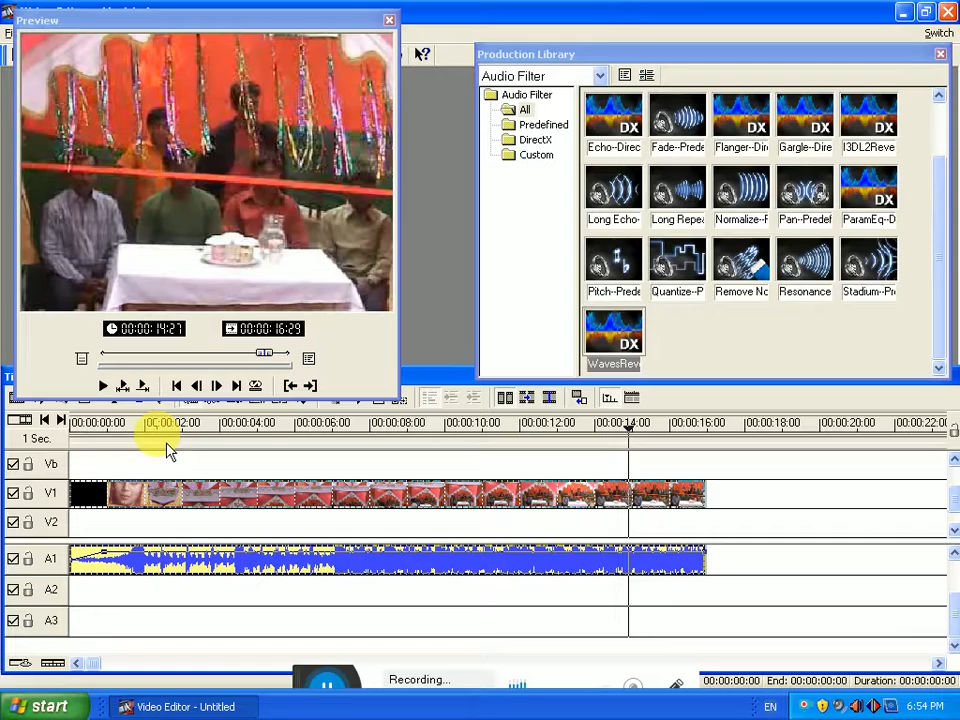 Preview
Switch
Production Library
Audio Filter
Audio Filter
All
Predefined
DirectX
Custom
DX DX DX DX
Echo--Direc Fade--Prede Flanger--Dire Gargle--Dire I3DL2Reve
DX
Long Echo- Long Repea Normalize--F Pan--Predef ParamEq--D
Pitch--Prede Quantize--P Remove No Resonance Stadium--Pr
DX
WavesReve
00:00:14:27 00:00:16:29
00:00:00:00 00:00:02:00 00:00:04:00 00:00:06:00 00:00:08:00 00:00:10:00 00:00:12:00 00:00:14:00 00:00:16:00 00:00:18:00 00:00:20:00 00:00:22:00
1 Sec.
Vb
V1
V2
A1
A2
A3
Recording...
00:00:00:00 End: 00:00:00:00 Duration: 00:00:00:00
start
Video Editor - Untitled
EN
6:54 PM